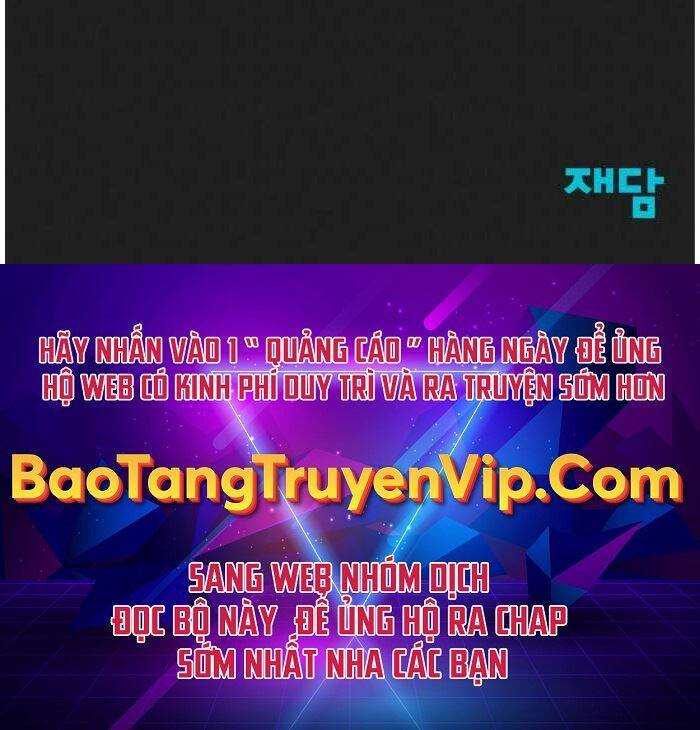 재담
HÃY NHẤN VÀO 1 “ QUẢNG CÁO ” HÀNG NGÀY ĐỂ ỦNG
HỘ WEB CÓ KINH PHÍ DUY TRÌ VÀ RA TRUYỆN SỚM HƠN
BaoTangTruyenVip.Com
SANG WEB NHÓM DỊCH
ĐỌC BỘ NÀY ĐỂ ỦNG HỘ RA CHAP
SỚM NHẤT NHA CÁC BẠN